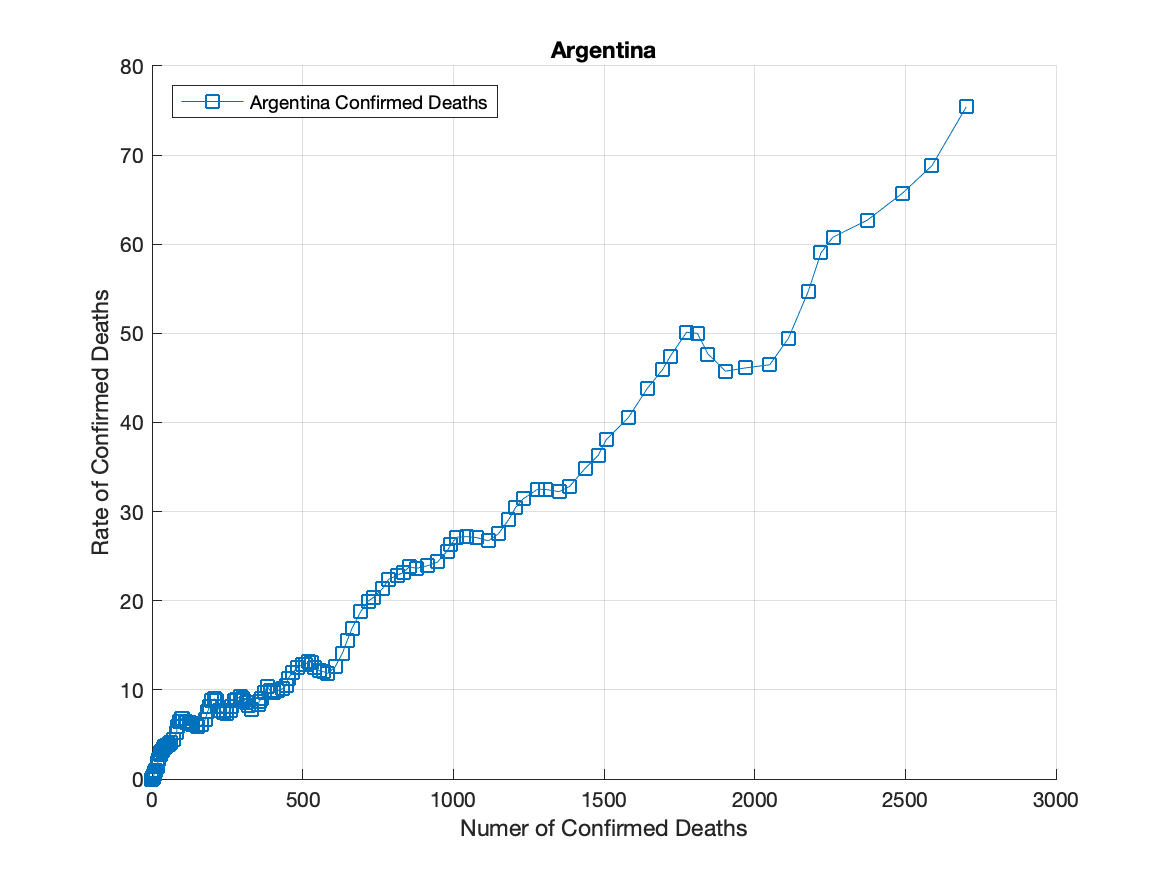 Argentina
Argentina Confirmed Deaths
80
70
60
50
40
30
20
10
0
Rate of Confirmed Deaths
0 500 1000 1500 2000 2500 3000
Numer of Confirmed Deaths